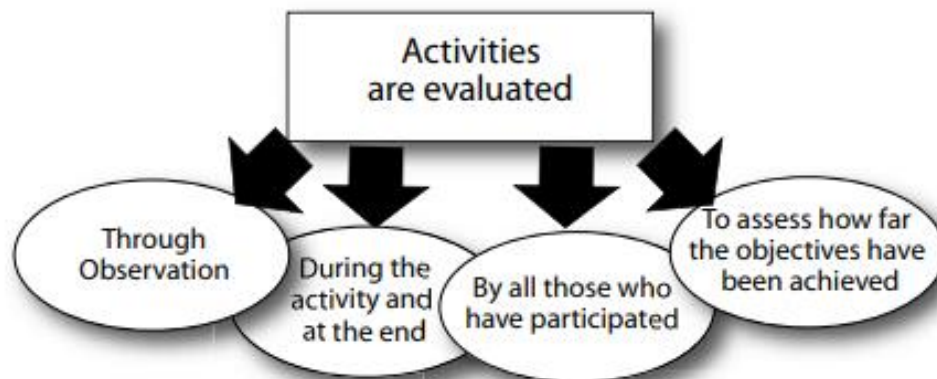 Activities
are evaluated
Through
Observation
During the
activity and
at the end
By all those who
have participated
To assess how far
the objectives have
been achieved